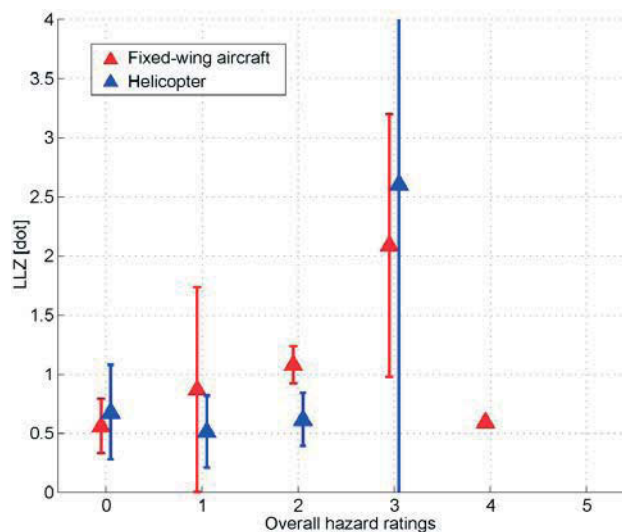 4
3.5
3
2.5
2
1.5
1
0.5
0
LLZ [dot]
Fixed-wing aircraft
Helicopter
0 1 2 3 4 5
Overall hazard ratings